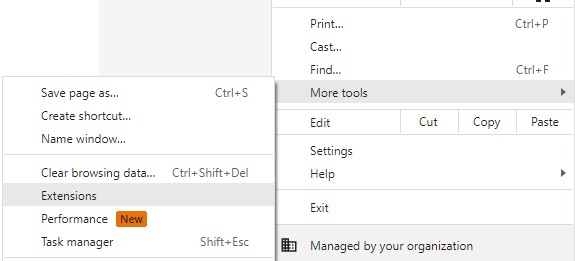 Print... Ctrl+P
Cast...
Find... Ctrl+F
More tools
Save page as... Ctrl+S
Create shortcut...
Name window...
Clear browsing data... Ctrl+Shift+Del
Extensions
Performance New
Task manager Shift+Esc
Edit Cut Copy Paste
Settings
Help
Exit
Managed by your organization